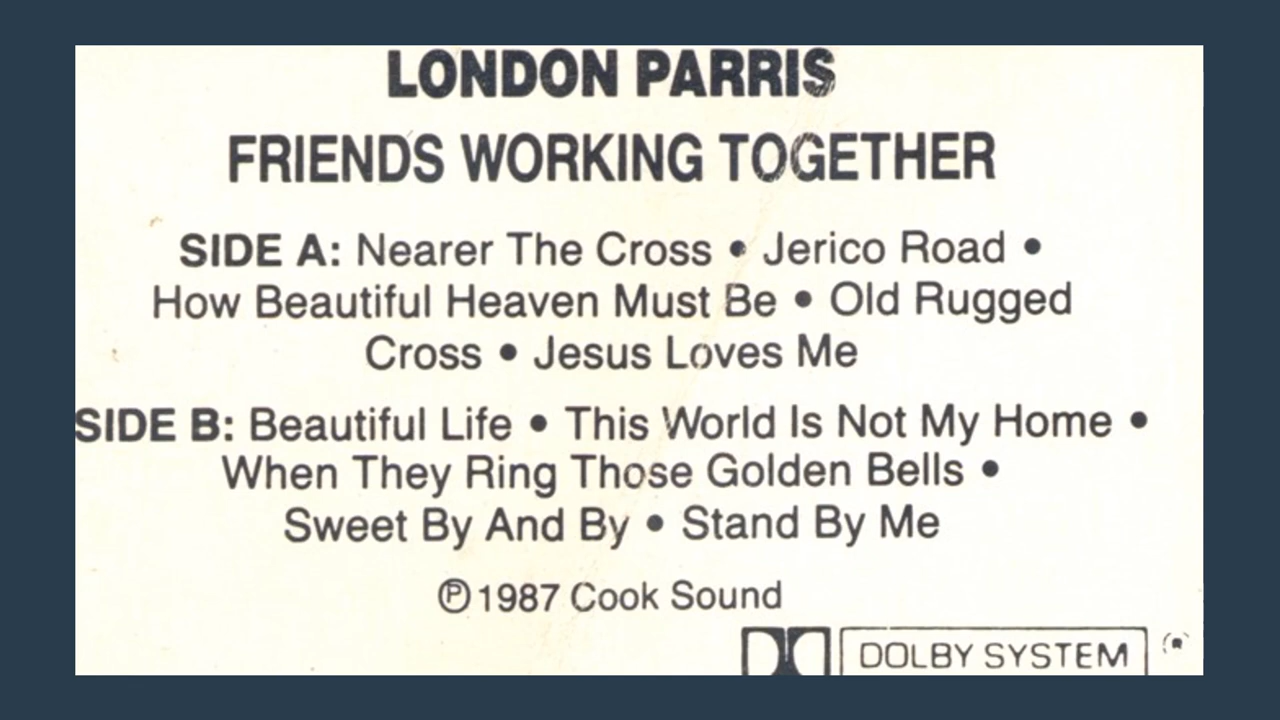 LONDON PARRIS
FRIENDS WORKING TOGETHER
SIDE A: Nearer The Cross • Jerico Road •
How Beautiful Heaven Must Be • Old Rugged
Cross • Jesus Loves Me
SIDE B: Beautiful Life • This World Is Not My Home •
When They Ring Those Golden Bells •
Sweet By And By • Stand By Me
℗1987 Cook Sound
DOLBY SYSTEM